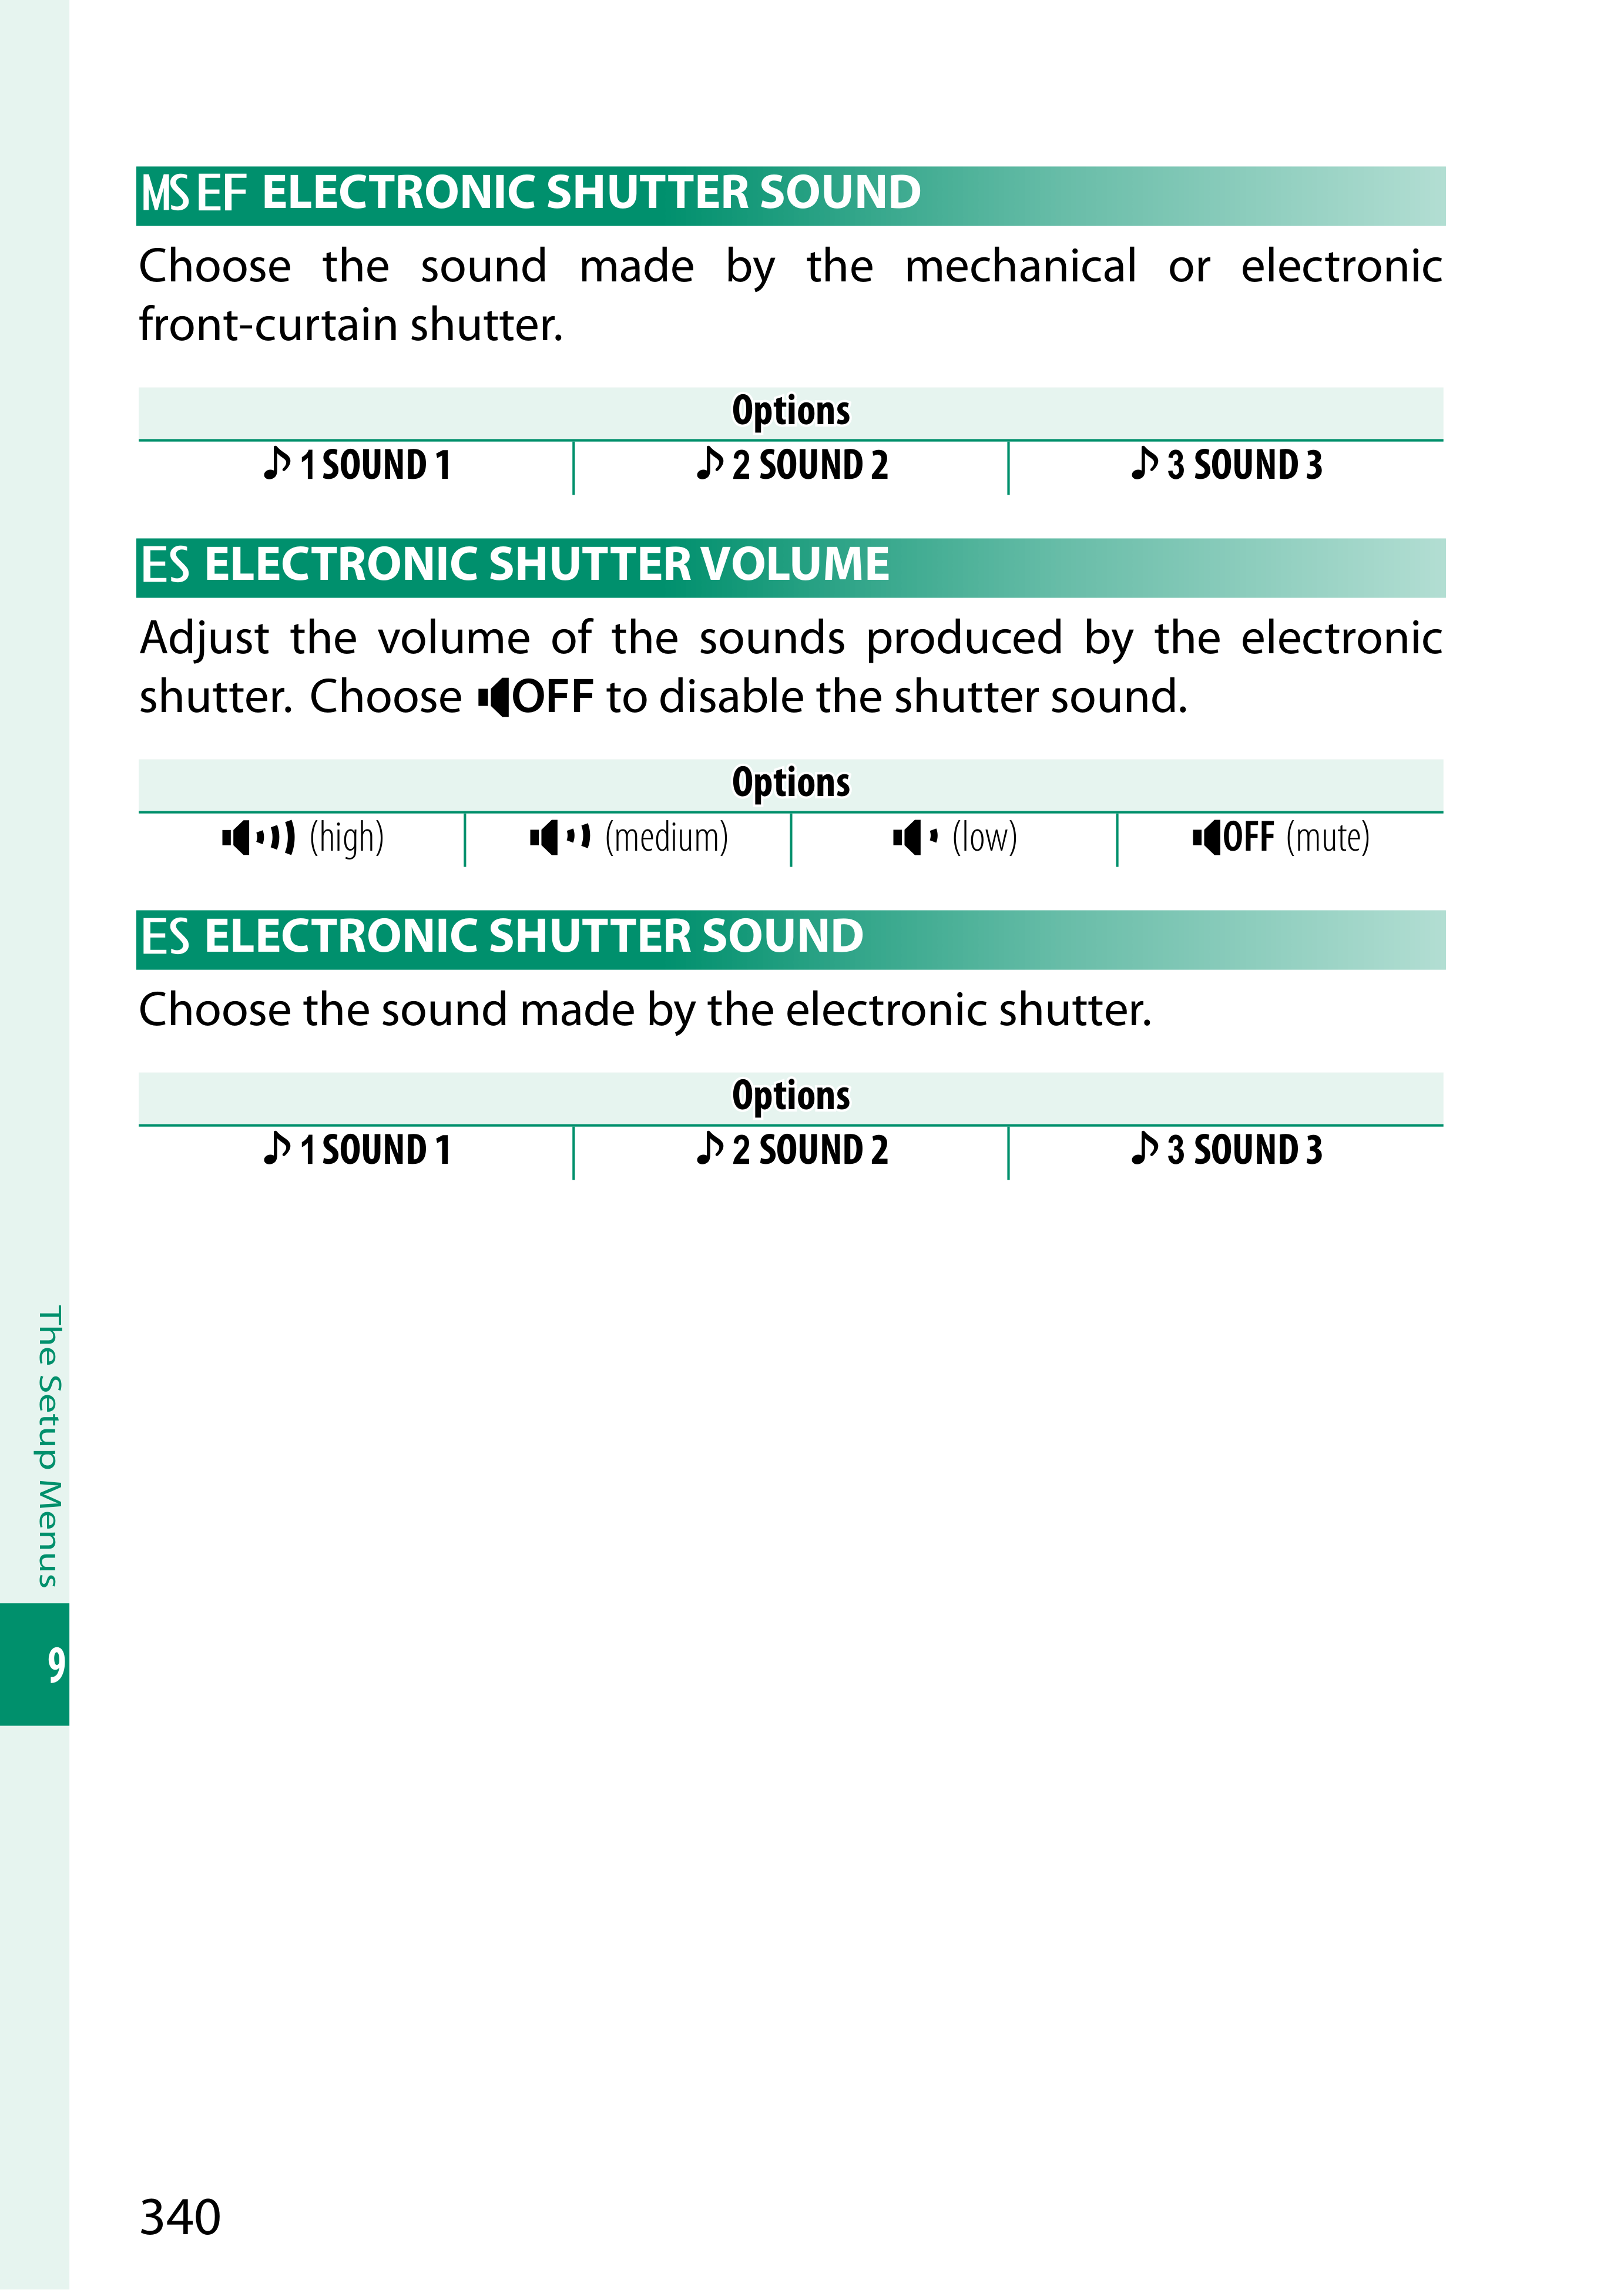 MS EF ELECTRONIC SHUTTER SOUND
Choose the sound made by the mechanical or electronic
front-curtain shutter.
Options
♪ 1 SOUND 1 ♪ 2 SOUND 2 ♪ 3 SOUND 3
ES ELECTRONIC SHUTTER VOLUME
Adjust the volume of the sounds produced by the electronic
shutter. Choose OFF to disable the shutter sound.
Options
(high) (medium) (low) OFF (mute)
ES ELECTRONIC SHUTTER SOUND
Choose the sound made by the electronic shutter.
Options
♪ 1 SOUND 1 ♪ 2 SOUND 2 ♪ 3 SOUND 3
The Setup Menus
9
340